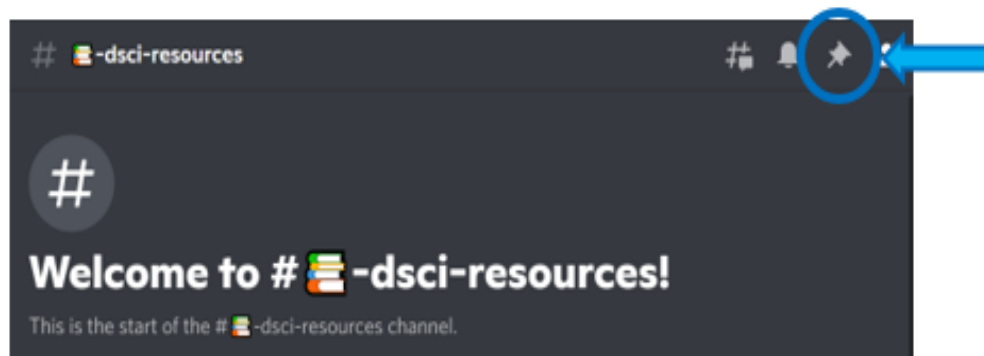 # 📚-dsci-resources
#
Welcome to #📚-dsci-resources!
This is the start of the #📚-dsci-resources channel.